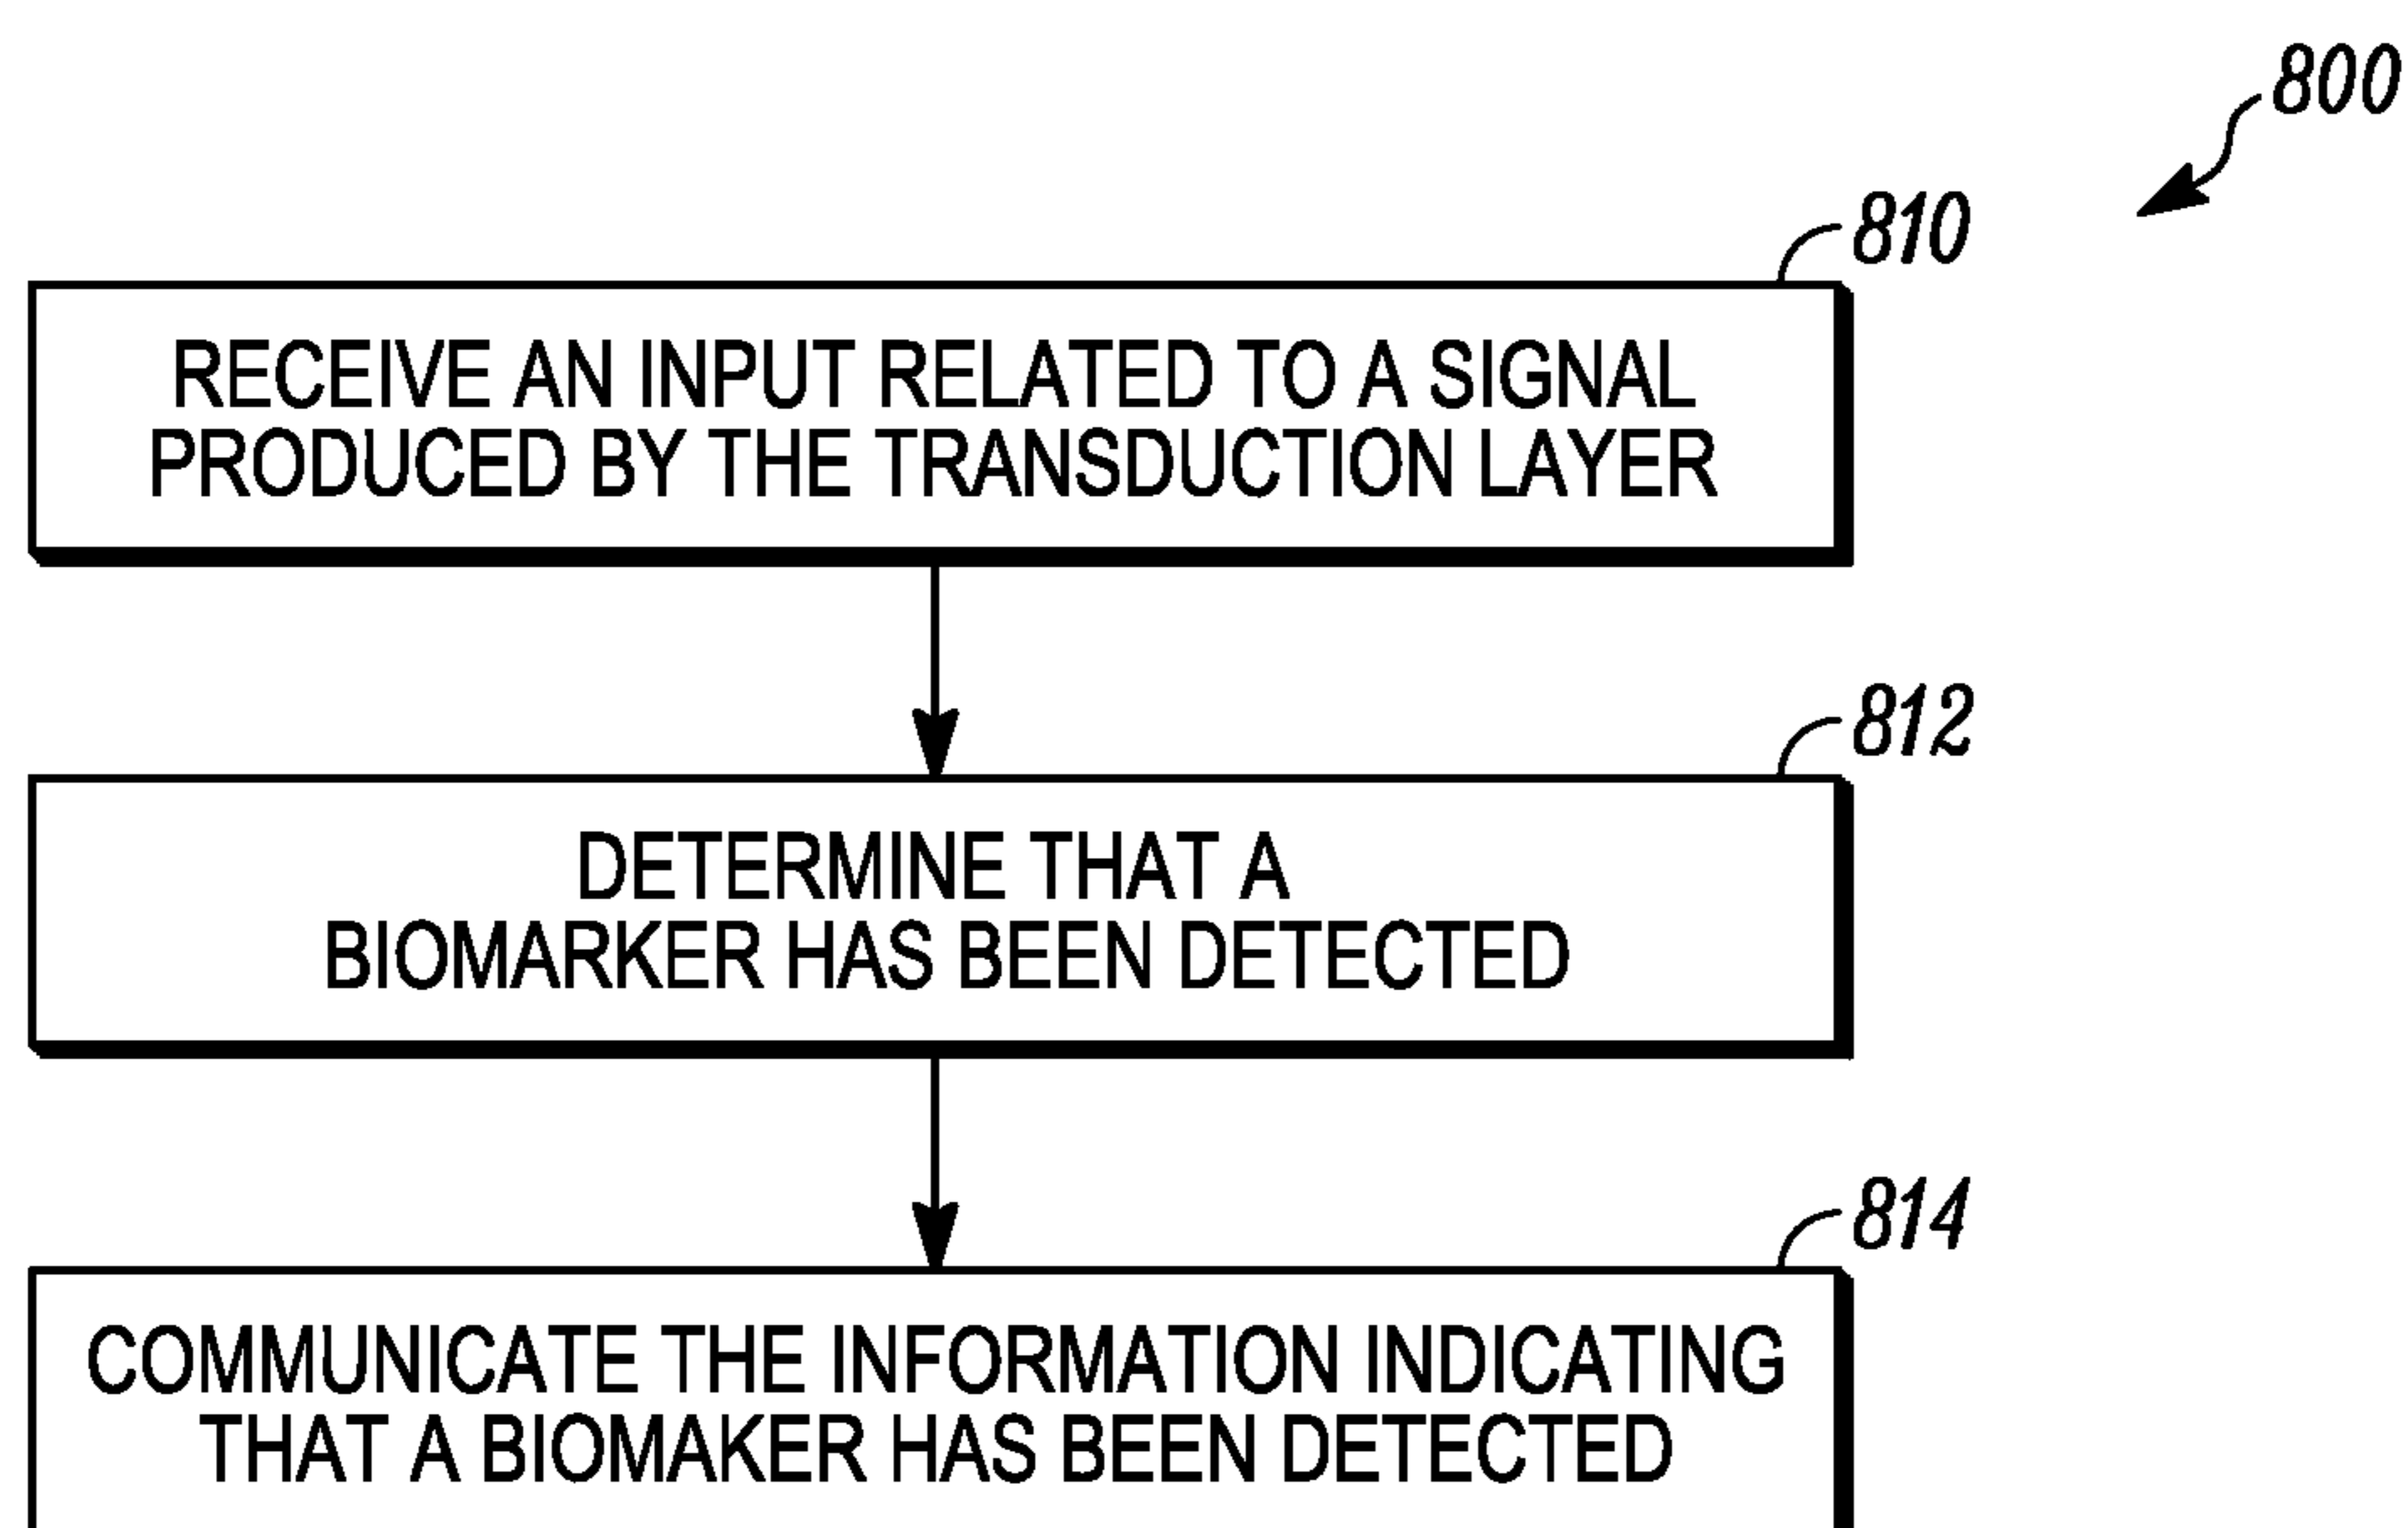 800
810
RECEIVE AN INPUT RELATED TO A SIGNAL
PRODUCED BY THE TRANSDUCTION LAYER
812
DETERMINE THAT A
BIOMARKER HAS BEEN DETECTED
814
COMMUNICATE THE INFORMATION INDICATING
THAT A BIOMAKER HAS BEEN DETECTED